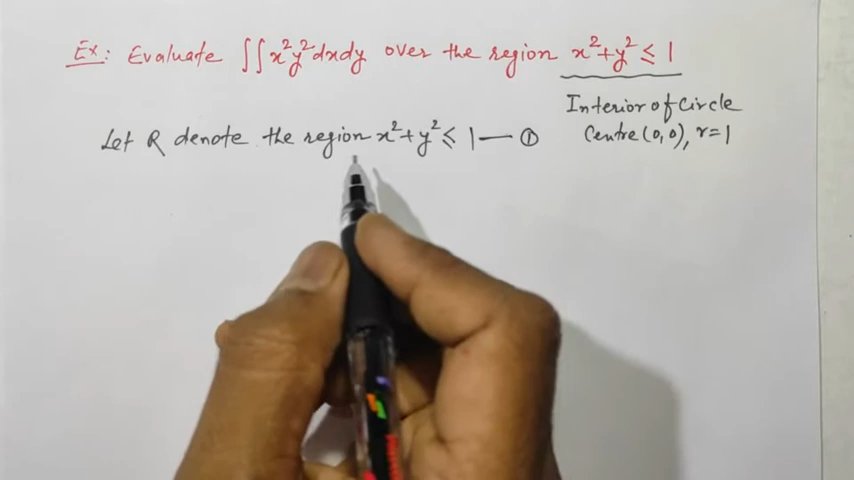 Ex: Evaluate ∬x²y²dxdy over the region x²+y² ≤ 1
Interior of Circle
Let R denote the region x²+y² ≤ 1 — ①
Centre (0,0), r=1